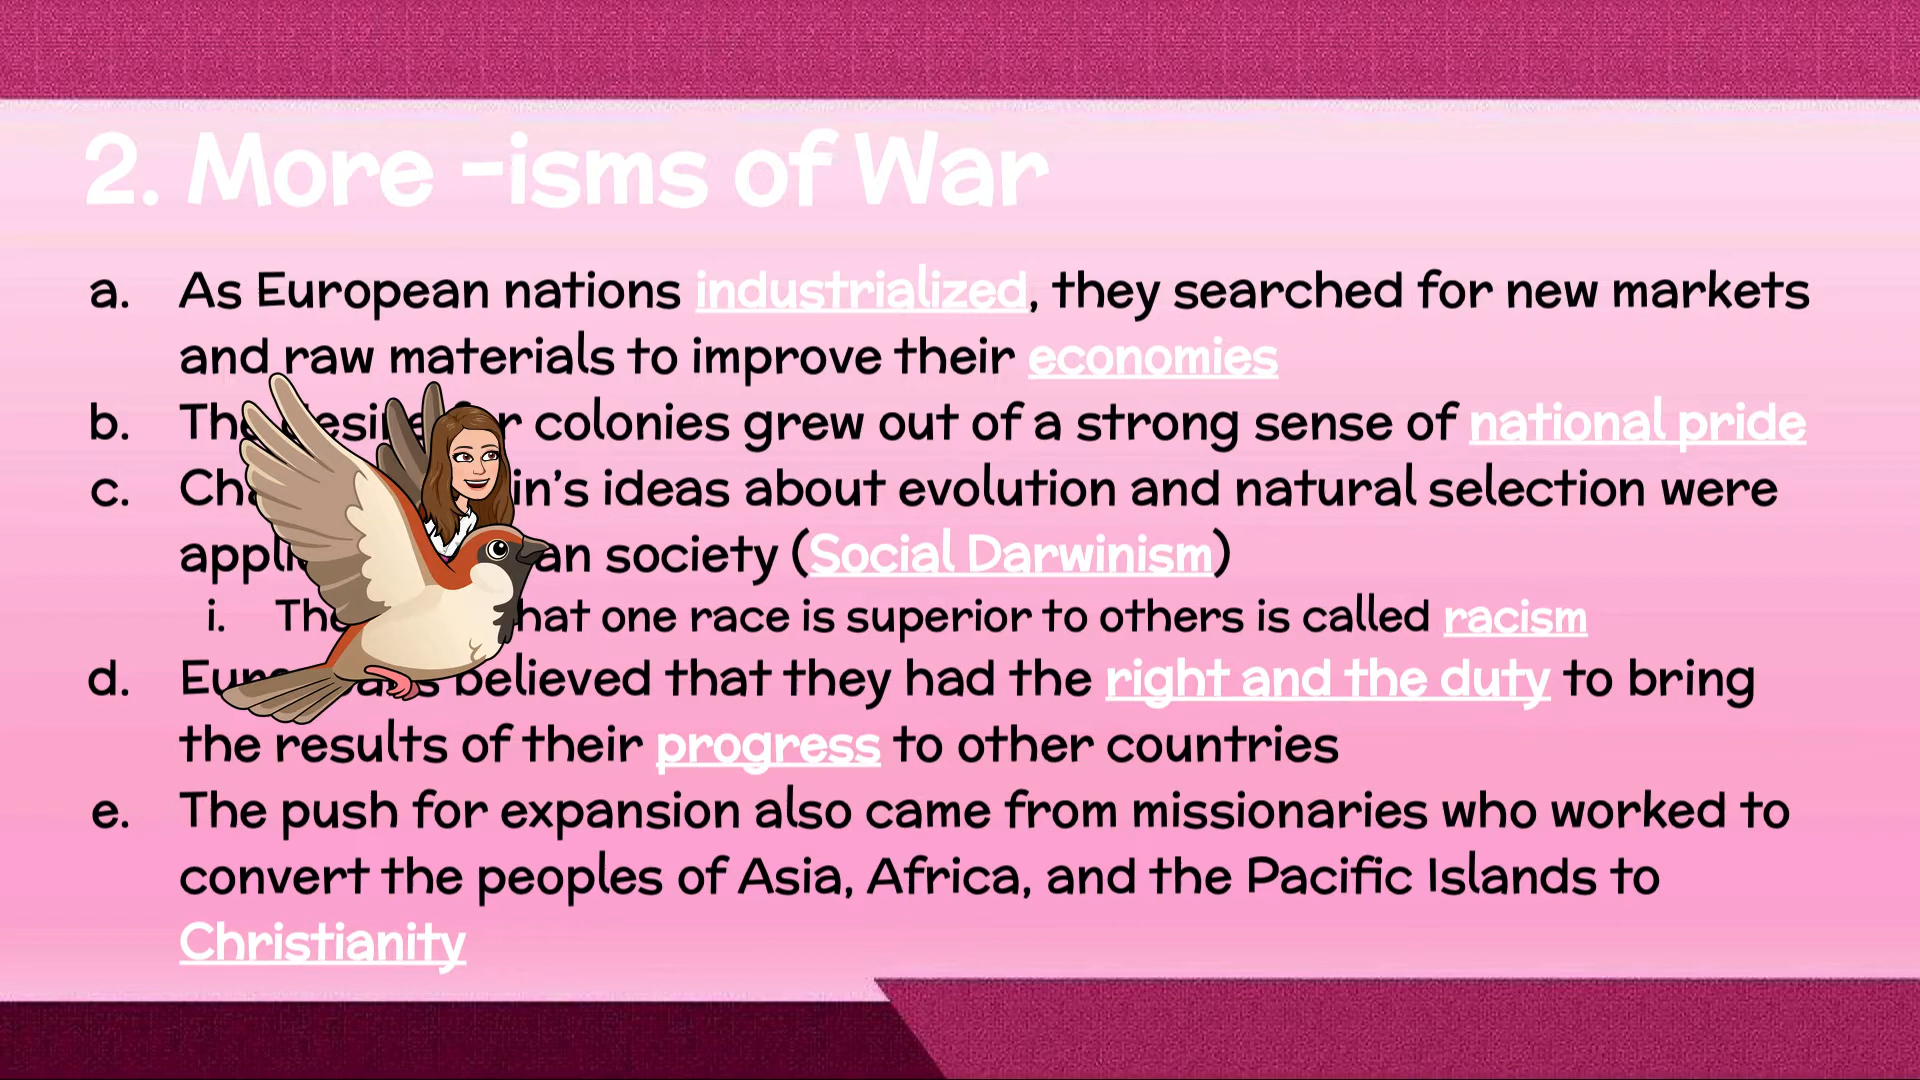 2. More -isms of War
a. As European nations industrialized, they searched for new markets
and raw materials to improve their economies
b. The desire for colonies grew out of a strong sense of national pride
c. in's ideas about evolution and natural selection were
an society (Social Darwinism)
i. that one race is superior to others is called racism
d. Europeans believed that they had the right and the duty to bring
the results of their progress to other countries
e. The push for expansion also came from missionaries who worked to
convert the peoples of Asia, Africa, and the Pacific Islands to
Christianity